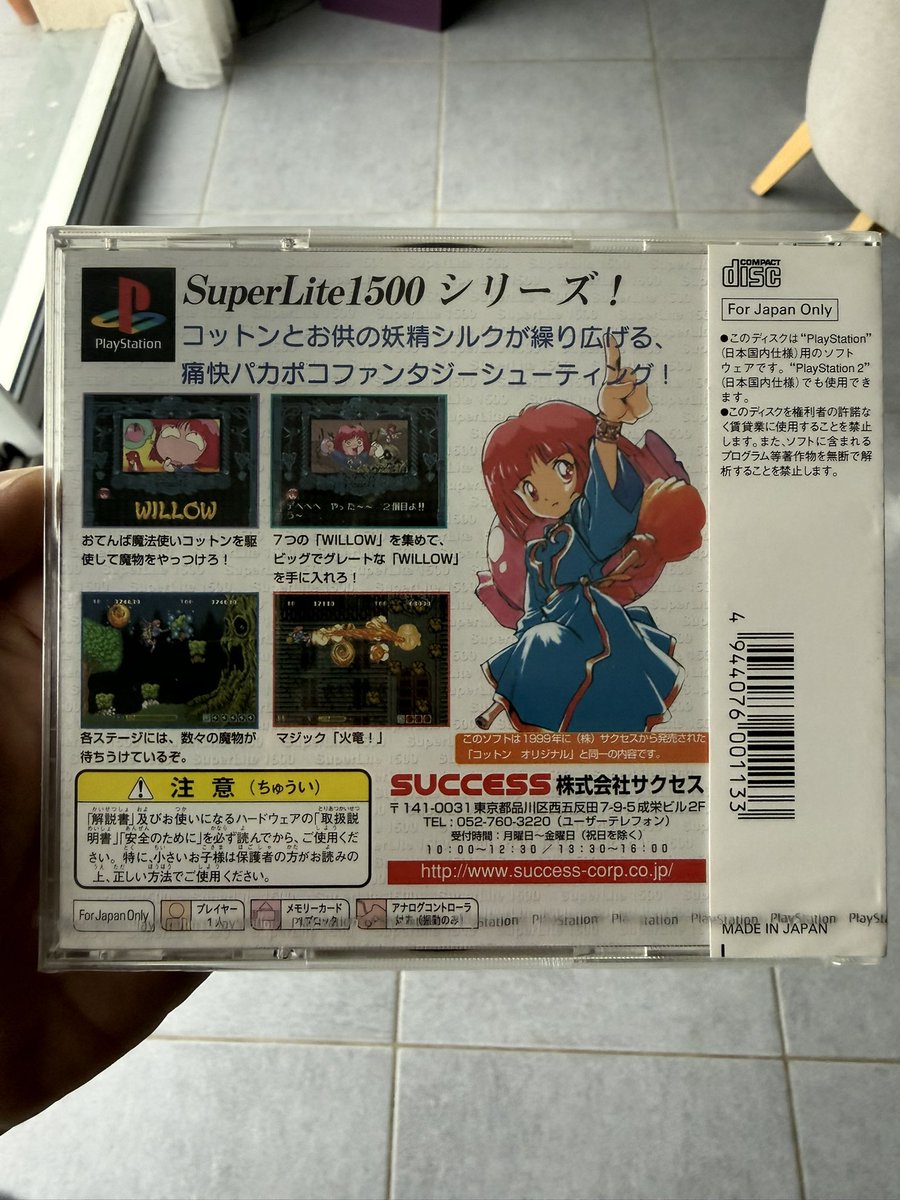 PlayStation
SuperLite1500 シリーズ！
コットンとお供の妖精シルクが繰り広げる、
痛快パカポコファンタジーシューティング！
WILLOW
おてんば魔法使いコットンを駆
使して魔物をやっつけろ！
７つの「WILLOW」を集めて、
ビッグでグレートな「WILLOW」
を手に入れろ！
各ステージには、数々の魔物が
待ちうけているぞ。
マジック「火竜！」
このソフトは1999年に（株）サクセスから発売された
「コットン オリジナル」と同一の内容です。
注意（ちゅうい）
「解説書」及びお使いになるハードウェアの「取扱説
明書」「安全のために」を必ず読んでから、ご使用くだ
さい。特に、小さいお子様は保護者の方がお読みの
上、正しい方法でご使用ください。
SUCCESS 株式会社サクセス
〒141-0031 東京都品川区西五反田7-9-5成栄ビル2F
TEL：052-760-3220（ユーザーテレフォン）
受付時間：月曜日〜金曜日（祝日を除く）
10:00〜12:30／13:30〜16:00
http://www.success-corp.co.jp/
For Japan Only
プレイヤー
1人
メモリーカード
アナログコントローラ
対応（振動のみ）
COMPACT
disc
For Japan Only
●このディスクは“PlayStation”
（日本国内仕様）用のソフト
ウェアです。“PlayStation 2”
（日本国内仕様）でも使用でき
ます。
●このディスクを権利者の許諾な
く賃貸業に使用することを禁止
します。また、ソフトに含まれる
プログラム等著作物を無断で解
析することを禁止します。
4 944076 001133
MADE IN JAPAN